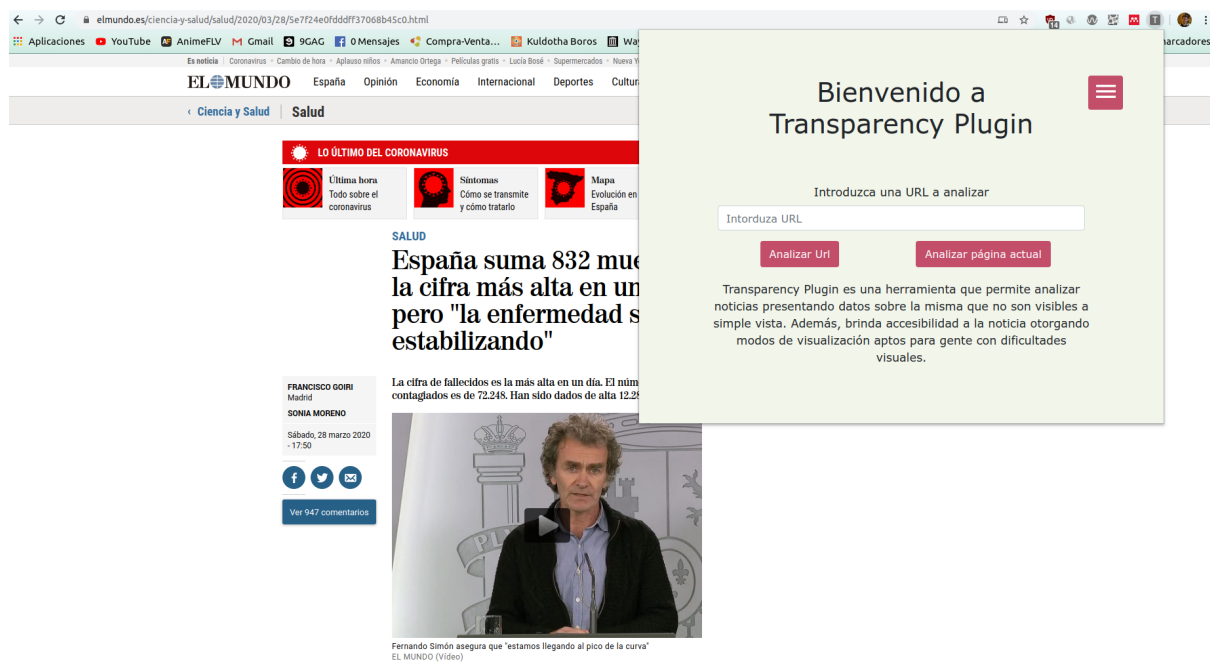 elmundo.es/ciencia-y-salud/salud/2020/03/28/5e7f24e0fdddff37068b45c0.html
14
Aplicaciones YouTube AnimeFLV Gmail 9GAG 0 Mensajes Compra-Venta... Kuldotha Boros Way
arcadores
Es noticia Coronavirus Cambio de hora Aplauso niños Amancio Ortega Películas gratis Lucía Bosé Supermercados Nueva Y
EL MUNDO España Opinión Economía Internacional Deportes Cultur
‹ Ciencia y Salud Salud
LO ÚLTIMO DEL CORONAVIRUS
Última hora
Todo sobre el
coronavirus
Síntomas
Cómo se transmite
y cómo tratarlo
Mapa
Evolución en
España
SALUD
España suma 832 mue
la cifra más alta en un
pero "la enfermedad s
estabilizando"
FRANCISCO GOIRI
Madrid
SONIA MORENO
Sábado, 28 marzo 2020
- 17:50
Ver 947 comentarios
La cifra de fallecidos es la más alta en un día. El núm
contagiados es de 72.248. Han sido dados de alta 12.28
Fernando Simón asegura que "estamos llegando al pico de la curva"
EL MUNDO (Vídeo)
Bienvenido a
Transparency Plugin
Introduzca una URL a analizar
Intorduza URL
Analizar Url Analizar página actual
Transparency Plugin es una herramienta que permite analizar
noticias presentando datos sobre la misma que no son visibles a
simple vista. Además, brinda accesibilidad a la noticia otorgando
modos de visualización aptos para gente con dificultades
visuales.